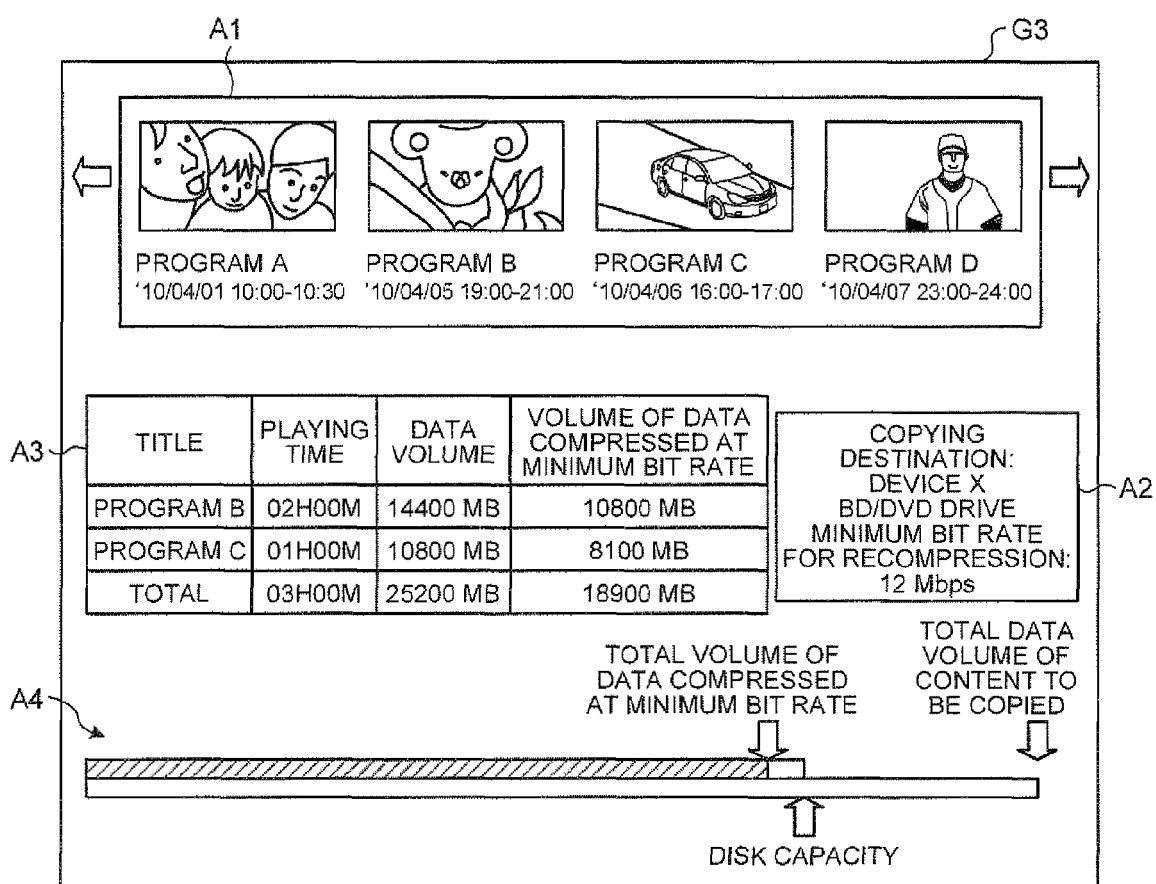 A1
G3
PROGRAM A
'10/04/01 10:00-10:30
PROGRAM B
'10/04/05 19:00-21:00
PROGRAM C
'10/04/06 16:00-17:00
PROGRAM D
'10/04/07 23:00-24:00
A3
TITLE
PLAYING
TIME
DATA
VOLUME
VOLUME OF DATA
COMPRESSED AT
MINIMUM BIT RATE
PROGRAM B 02H00M 14400 MB 10800 MB
PROGRAM C 01H00M 10800 MB 8100 MB
TOTAL 03H00M 25200 MB 18900 MB
COPYING
DESTINATION:
DEVICE X
BD/DVD DRIVE
MINIMUM BIT RATE
FOR RECOMPRESSION:
12 Mbps
A2
A4
TOTAL VOLUME OF
DATA COMPRESSED
AT MINIMUM BIT RATE
TOTAL DATA
VOLUME OF
CONTENT TO
BE COPIED
DISK CAPACITY